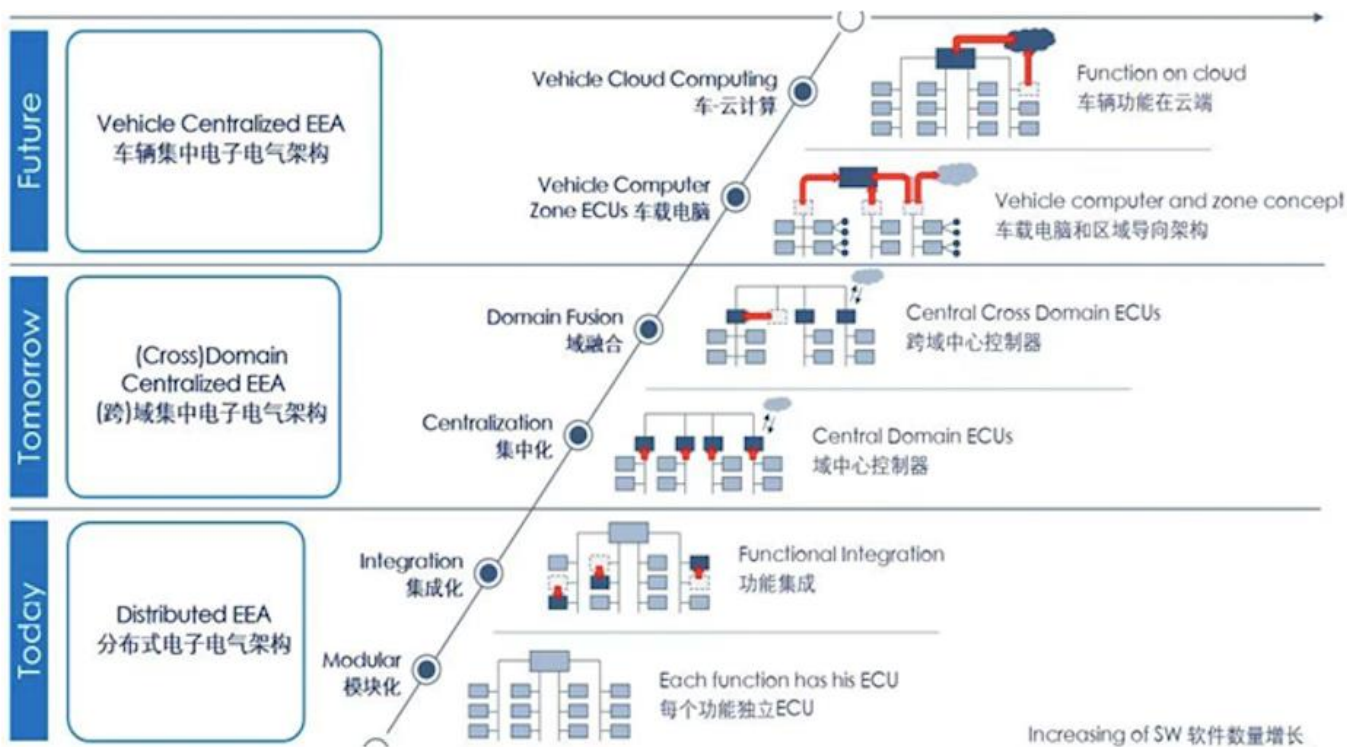 Future
Vehicle Centralized EEA
车辆集中电子电气架构
Vehicle Cloud Computing
车-云计算
Function on cloud
车辆功能在云端
Vehicle Computer
Zone ECUs 车载电脑
Vehicle computer and zone concept
车载电脑和区域导向架构
Tomorrow
(Cross)Domain
Centralized EEA
(跨)域集中电子电气架构
Domain Fusion
域融合
Central Cross Domain ECUs
跨域中心控制器
Centralization
集中化
Central Domain ECUs
域中心控制器
Today
Distributed EEA
分布式电子电气架构
Integration
集成化
Functional Integration
功能集成
Modular
模块化
Each function has his ECU
每个功能独立ECU
Increasing of SW 软件数量增长